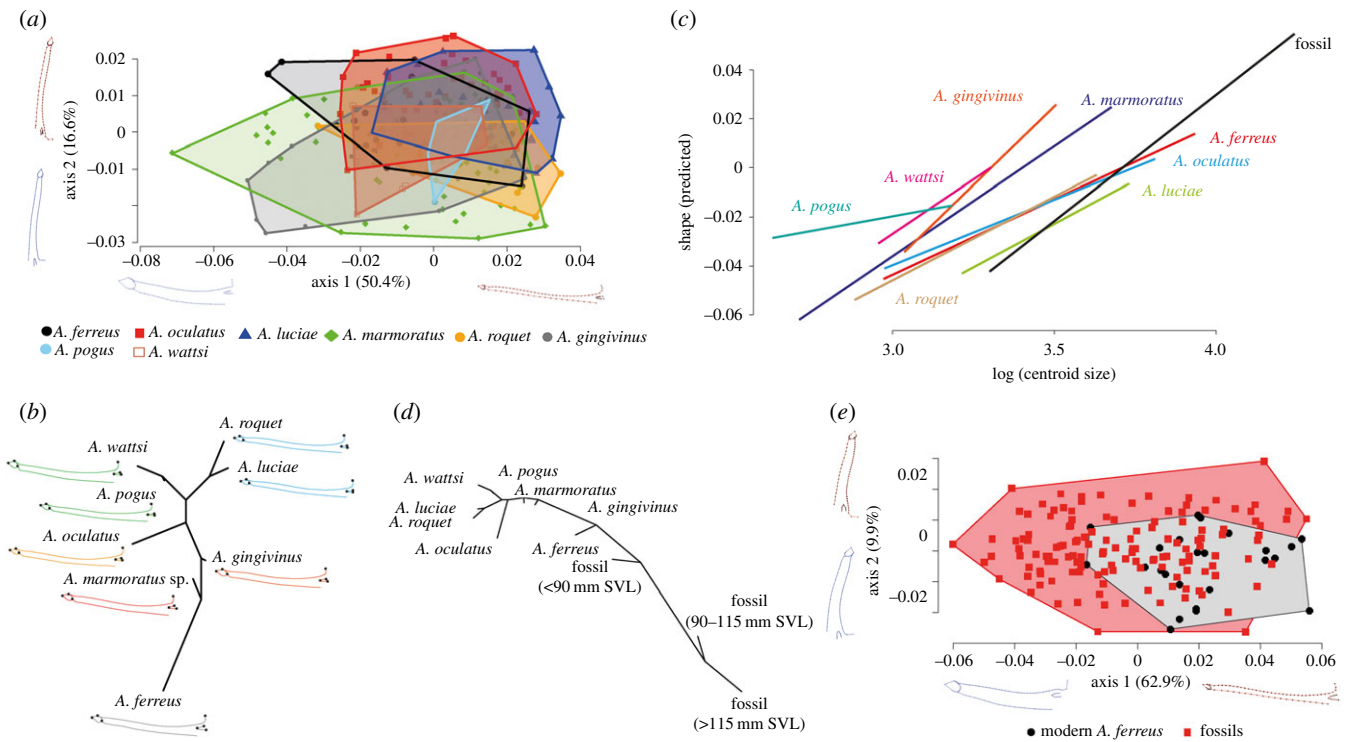 (a)
0.02
0.01
0
–0.01
–0.03
axis 2 (16.6%)
–0.08
–0.06
–0.04
–0.02
0
0.02
0.04
axis 1 (50.4%)
A. ferreus
A. oculatus
A. luciae
A. marmoratus
A. roquet
A. gingivinus
A. pogus
A. wattsi
(c)
0.04
0.02
0
–0.02
–0.04
–0.06
shape (predicted)
fossil
A. gingivinus
A. marmoratus
A. ferreus
A. oculatus
A. wattsi
A. luciae
A. pogus
A. roquet
3.0
3.5
4.0
log (centroid size)
(b)
A. roquet
A. wattsi
A. luciae
A. pogus
A. oculatus
A. gingivinus
A. marmoratus sp.
A. ferreus
(d)
A. pogus
A. wattsi
A. marmoratus
A. luciae
A. gingivinus
A. roquet
A. oculatus
A. ferreus
fossil
(<90 mm SVL)
fossil
(90–115 mm SVL)
fossil
(>115 mm SVL)
(e)
0.02
0
–0.02
axis 2 (9.9%)
–0.06
–0.04
–0.02
0
0.02
0.04
0.06
axis 1 (62.9%)
modern A. ferreus
fossils